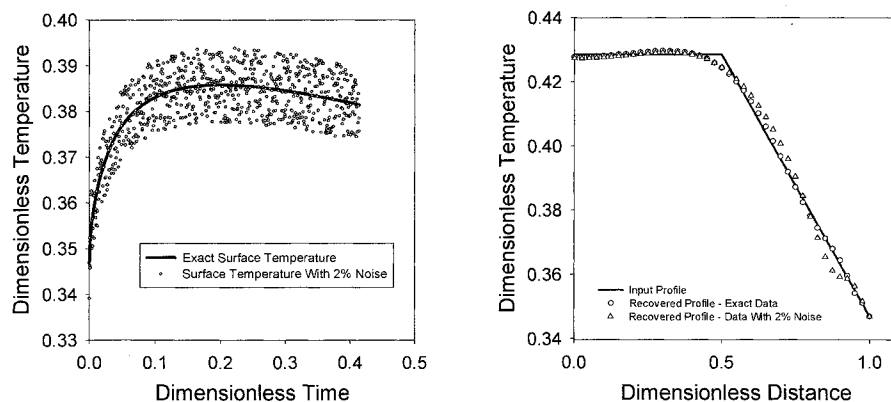 0.40
0.39
0.38
0.37
0.36
0.35
0.34
0.33
Dimensionless Temperature
Exact Surface Temperature
Surface Temperature With 2% Noise
0.0 0.1 0.2 0.3 0.4 0.5
Dimensionless Time
0.44
0.42
0.40
0.38
0.36
0.34
Dimensionless Temperature
Input Profile
Recovered Profile - Exact Data
Recovered Profile - Data With 2% Noise
0.0 0.5 1.0
Dimensionless Distance